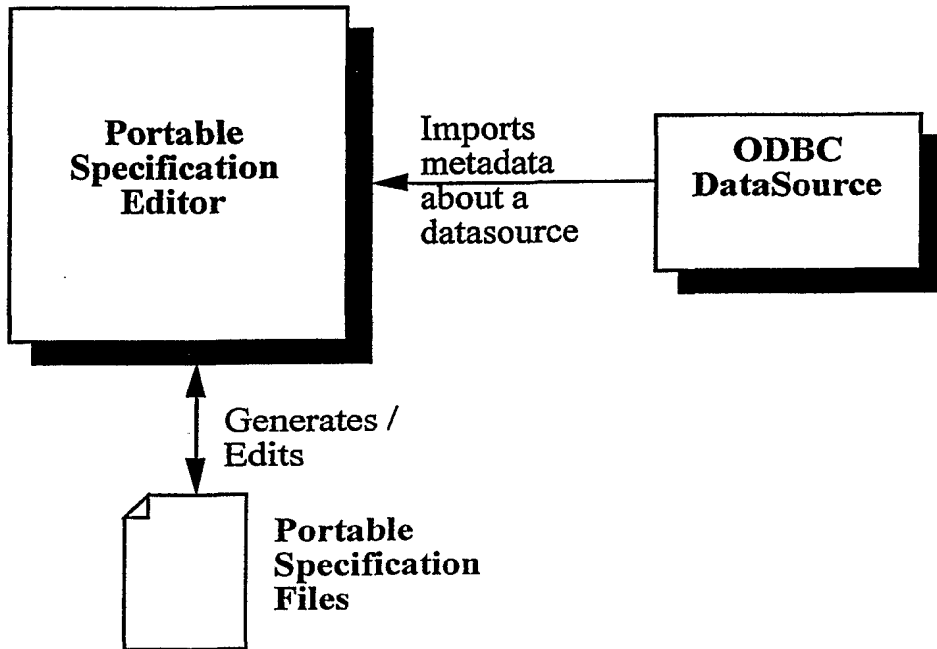 Portable
Specification
Editor
Imports
metadata
about a
datasource
ODBC
DataSource
Generates /
Edits
Portable
Specification
Files